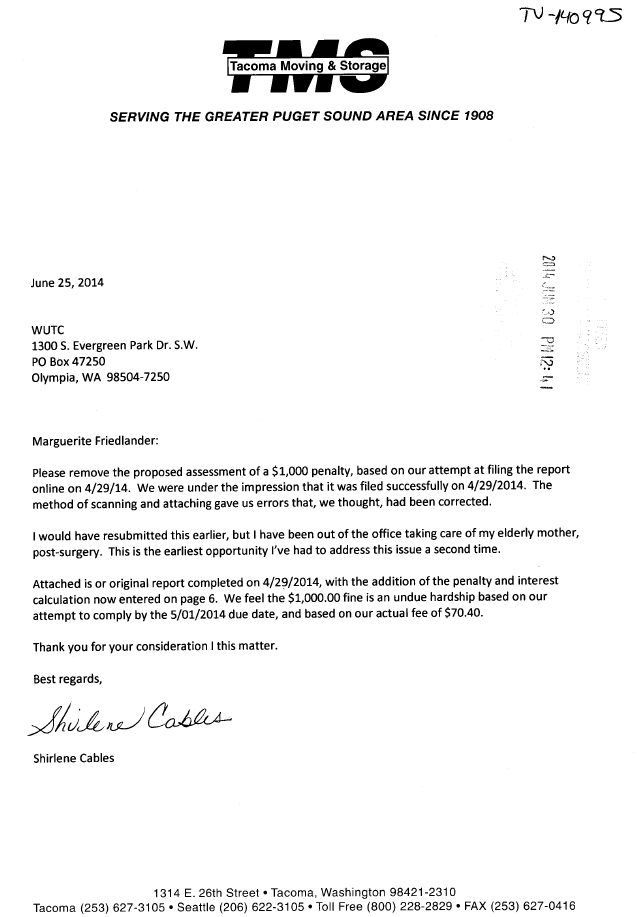 TV-140995
TMS
Tacoma Moving & Storage
SERVING THE GREATER PUGET SOUND AREA SINCE 1908
2014 JUN 30 PM 12:41
June 25, 2014
WUTC
1300 S. Evergreen Park Dr. S.W.
PO Box 47250
Olympia, WA 98504-7250
Marguerite Friedlander:
Please remove the proposed assessment of a $1,000 penalty, based on our attempt at filing the report
online on 4/29/14. We were under the impression that it was filed successfully on 4/29/2014. The
method of scanning and attaching gave us errors that, we thought, had been corrected.
I would have resubmitted this earlier, but I have been out of the office taking care of my elderly mother,
post-surgery. This is the earliest opportunity I've had to address this issue a second time.
Attached is or original report completed on 4/29/2014, with the addition of the penalty and interest
calculation now entered on page 6. We feel the $1,000.00 fine is an undue hardship based on our
attempt to comply by the 5/01/2014 due date, and based on our actual fee of $70.40.
Thank you for your consideration I this matter.
Best regards,
Shirlene Cables
Shirlene Cables
1314 E. 26th Street • Tacoma, Washington 98421-2310
Tacoma (253) 627-3105 • Seattle (206) 622-3105 • Toll Free (800) 228-2829 • FAX (253) 627-0416